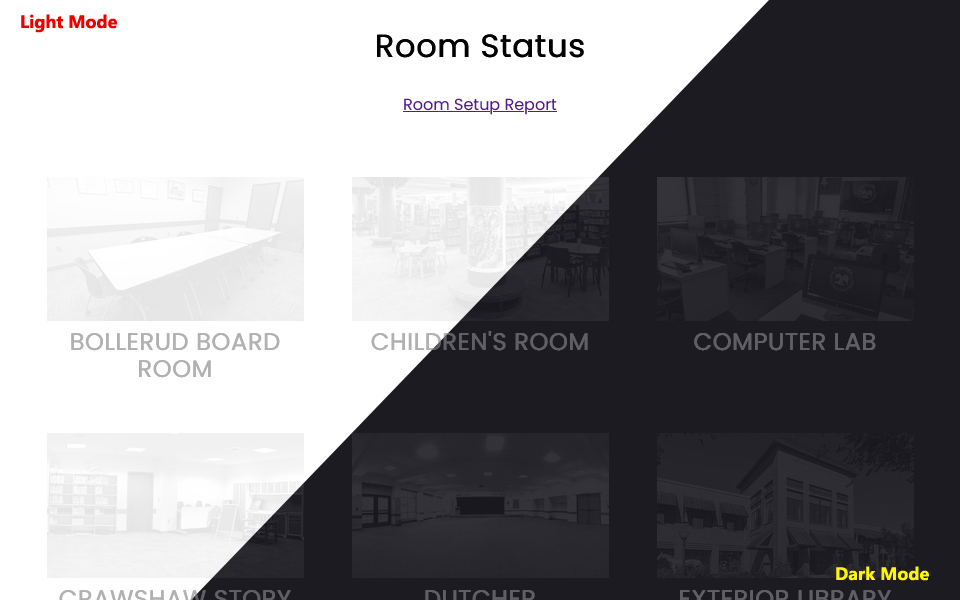 Light Mode
Room Status
Room Setup Report
BOLLERUD BOARD
ROOM
CHILDREN'S ROOM
COMPUTER LAB
CRAWSHAW STORY
DUTCHER
EXTERIOR LIBRARY
Dark Mode